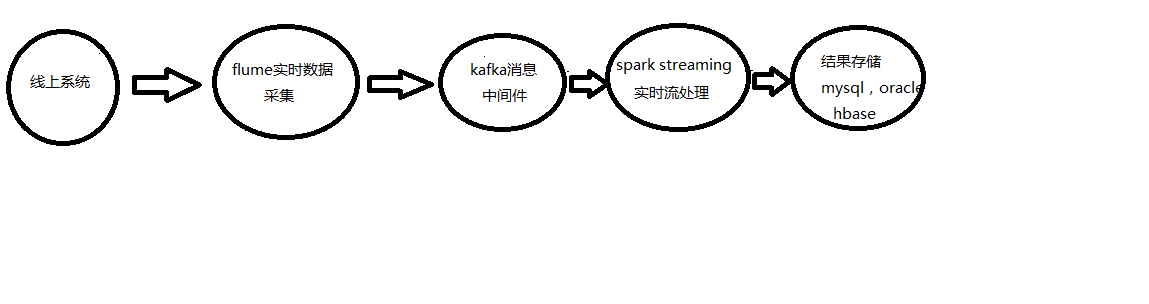 线上系统
flume实时数据
采集
kafka消息
中间件
spark streaming
实时流处理
结果存储
mysql，oracle
hbase